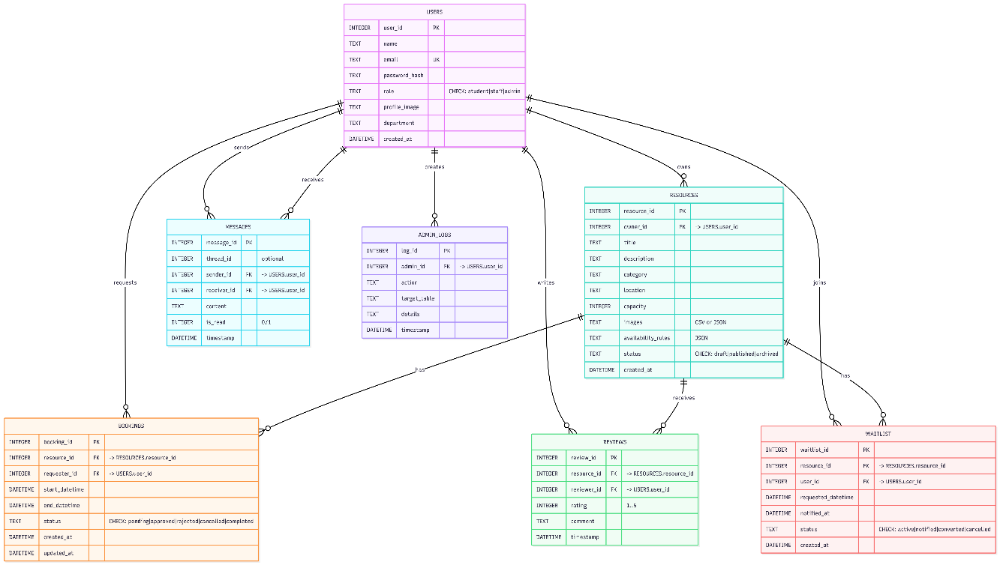 USERS
INTEGER user_id PK
TEXT name
TEXT email UK
TEXT password_hash
TEXT role CHECK: student|staff|admin
TEXT profile_image
TEXT department
DATETIME created_at
sends
receives
creates
owns
requests
writes
joins
MESSAGES
INTEGER message_id PK
INTEGER thread_id optional
INTEGER sender_id FK -> USERS.user_id
INTEGER receiver_id FK -> USERS.user_id
TEXT content
INTEGER is_read 0/1
DATETIME timestamp
ADMIN_LOGS
INTEGER log_id PK
INTEGER admin_id FK -> USERS.user_id
TEXT action
TEXT target_table
TEXT details
DATETIME timestamp
RESOURCES
INTEGER resource_id PK
INTEGER owner_id FK -> USERS.user_id
TEXT title
TEXT description
TEXT category
TEXT location
INTEGER capacity
TEXT images CSV or JSON
TEXT availability_rules JSON
TEXT status CHECK: draft|published|archived
DATETIME created_at
has
receives
has
BOOKINGS
INTEGER booking_id PK
INTEGER resource_id FK -> RESOURCES.resource_id
INTEGER requester_id FK -> USERS.user_id
DATETIME start_datetime
DATETIME end_datetime
TEXT status CHECK: pending|approved|rejected|cancelled|completed
DATETIME created_at
DATETIME updated_at
REVIEWS
INTEGER review_id PK
INTEGER resource_id FK -> RESOURCES.resource_id
INTEGER reviewer_id FK -> USERS.user_id
INTEGER rating 1..5
TEXT comment
DATETIME timestamp
WAITLIST
INTEGER waitlist_id PK
INTEGER resource_id FK -> RESOURCES.resource_id
INTEGER user_id FK -> USERS.user_id
DATETIME requested_datetime
DATETIME notified_at
TEXT status CHECK: active|notified|converted|cancelled
DATETIME created_at